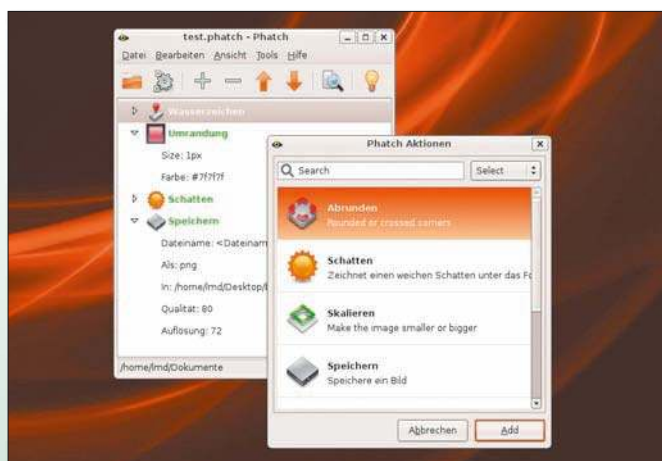 test.phatch - Phatch
Datei Bearbeiten Ansicht Tools Hilfe
Wasserzeichen
Umrandung
Size: 1px
Farbe: #7f7f7f
Schatten
Speichern
Dateiname: <Dateinam
Als: png
In: /home/lmd/Desktop/
Qualität: 80
Auflösung: 72
/home/lmd/Dokumente
Phatch Aktionen
Search
Select
Abrunden
Rounded or crossed corners
Schatten
Zeichnet einen weichen Schatten unter das Fo
Skalieren
Make the image smaller or bigger
Speichern
Speichere ein Bild
Abbrechen
Add